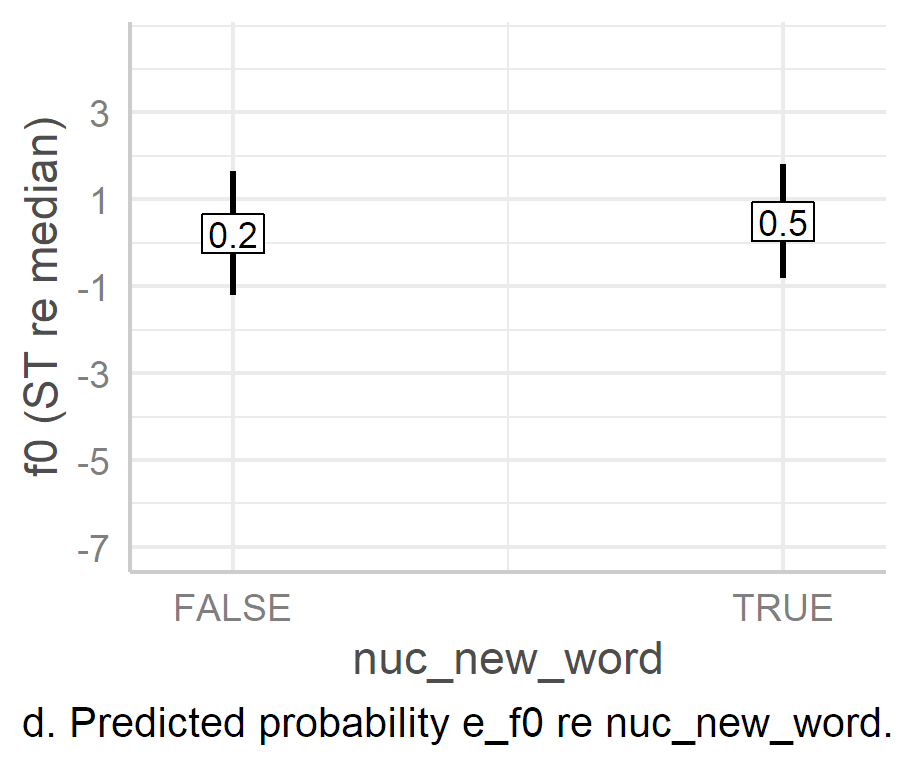 f0 (ST re median)
3
1
-1
-3
-5
-7
0.2
0.5
FALSE
TRUE
nuc_new_word
d. Predicted probability e_f0 re nuc_new_word.